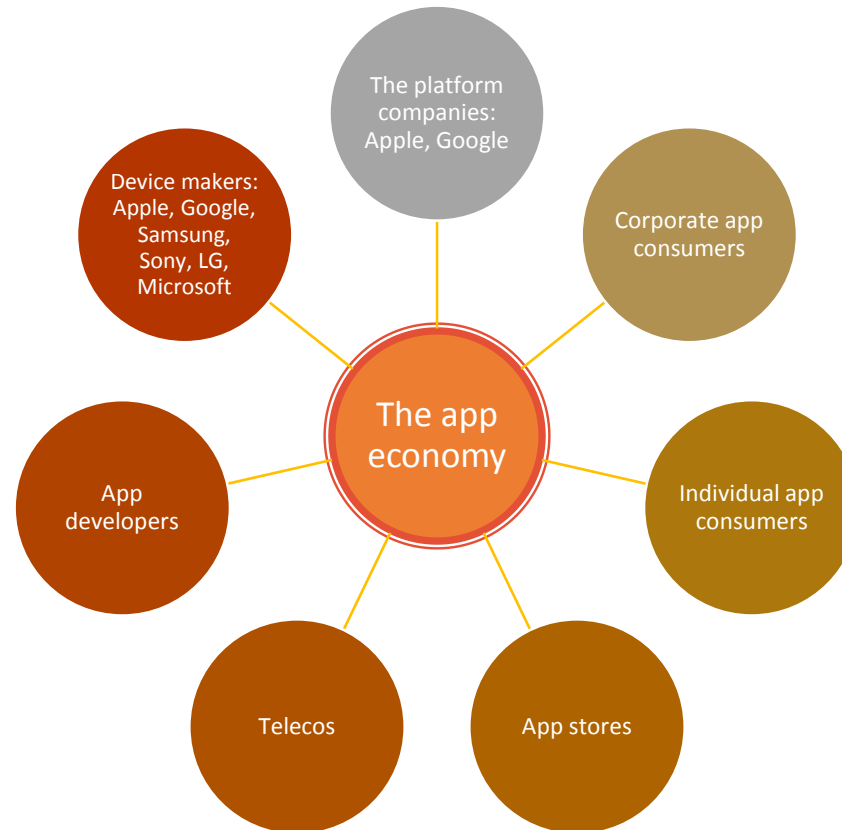 The platform
companies:
Apple, Google
Device makers:
Apple, Google,
Samsung,
Sony, LG,
Microsoft
Corporate app
consumers
The app
economy
App
developers
Individual app
consumers
Telecos
App stores